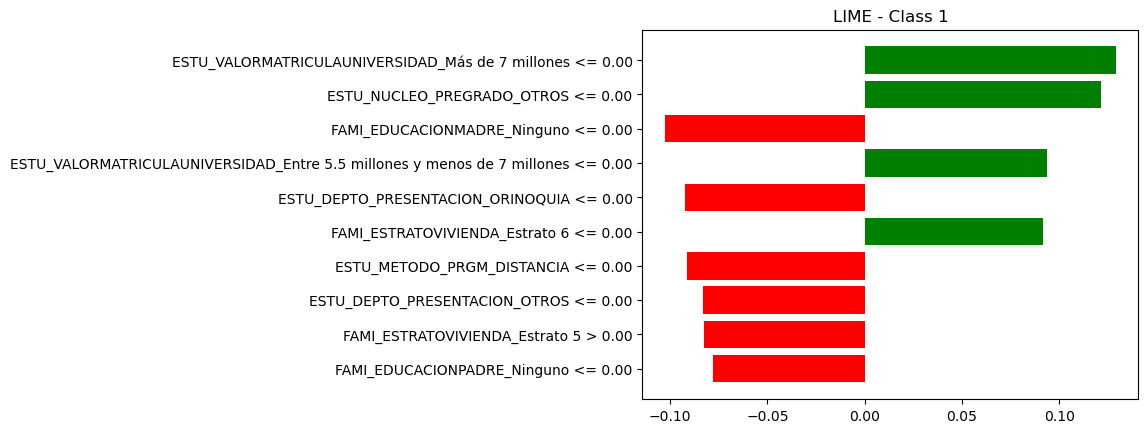 LIME - Class 1
ESTU_VALORMATRICULAUNIVERSIDAD_Más de 7 millones <= 0.00
ESTU_NUCLEO_PREGRADO_OTROS <= 0.00
FAMI_EDUCACIONMADRE_Ninguno <= 0.00
ESTU_VALORMATRICULAUNIVERSIDAD_Entre 5.5 millones y menos de 7 millones <= 0.00
ESTU_DEPTO_PRESENTACION_ORINOQUIA <= 0.00
FAMI_ESTRATOVIVIENDA_Estrato 6 <= 0.00
ESTU_METODO_PRGM_DISTANCIA <= 0.00
ESTU_DEPTO_PRESENTACION_OTROS <= 0.00
FAMI_ESTRATOVIVIENDA_Estrato 5 > 0.00
FAMI_EDUCACIONPADRE_Ninguno <= 0.00
−0.10 −0.05 0.00 0.05 0.10